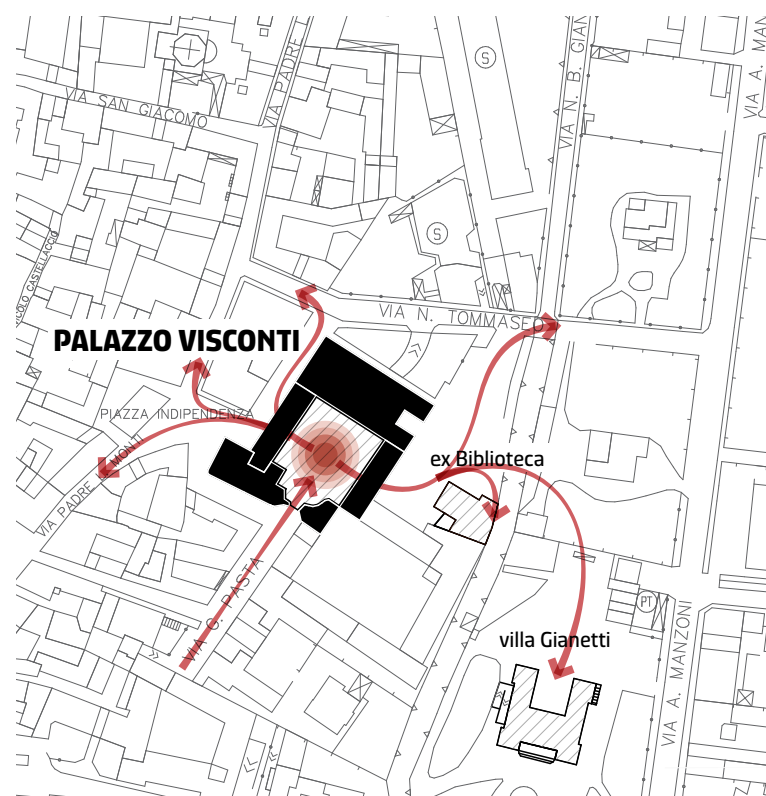 VIA A. MAN
VIA N. B. GIAN
VIA PADRE
S
VIA SAN GIACOMO
S
VICOLO CASTELLACCIO
VIA N. TOMMASEO
PALAZZO VISCONTI
PIAZZA INDIPENDENZA
ex Biblioteca
VIA PADRE MONTI
VIA G. PASTA
PT
villa Gianetti
VIA A. MANZONI